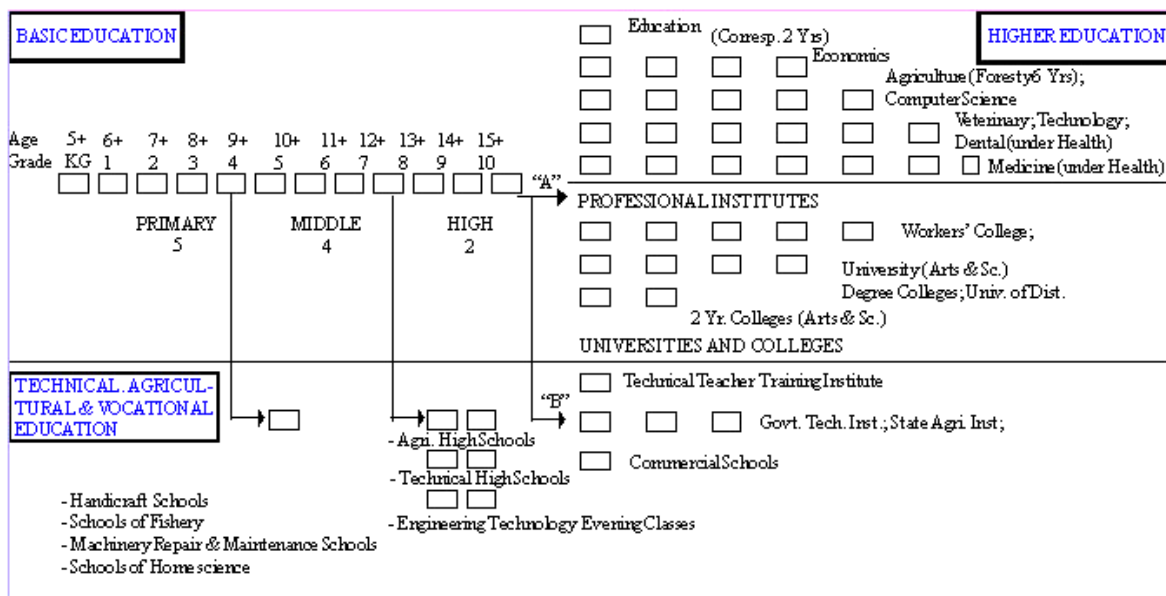 BASIC EDUCATION
HIGHER EDUCATION
Education (Corresp. 2 Yrs)
Economics
Agriculture (Foresty 6 Yrs);
Computer Science
Veterinary; Technology;
Dental (under Health)
Medicine (under Health)
Age 5+ 6+ 7+ 8+ 9+ 10+ 11+ 12+ 13+ 14+ 15+
Grade KG 1 2 3 4 5 6 7 8 9 10
"A"
PRIMARY MIDDLE HIGH
5 4 2
PROFESSIONAL INSTITUTES
Workers' College;
University (Arts & Sc.)
Degree Colleges; Univ. of Dist.
2 Yr. Colleges (Arts & Sc.)
UNIVERSITIES AND COLLEGES
TECHNICAL. AGRICUL-
TURAL & VOCATIONAL
EDUCATION
"B"
Technical Teacher Training Institute
Govt. Tech. Inst.; State Agri. Inst;
Commercial Schools
- Agri. High Schools
- Technical High Schools
- Engineering Technology Evening Classes
- Handicraft Schools
- Schools of Fishery
- Machinery Repair & Maintenance Schools
- Schools of Home science